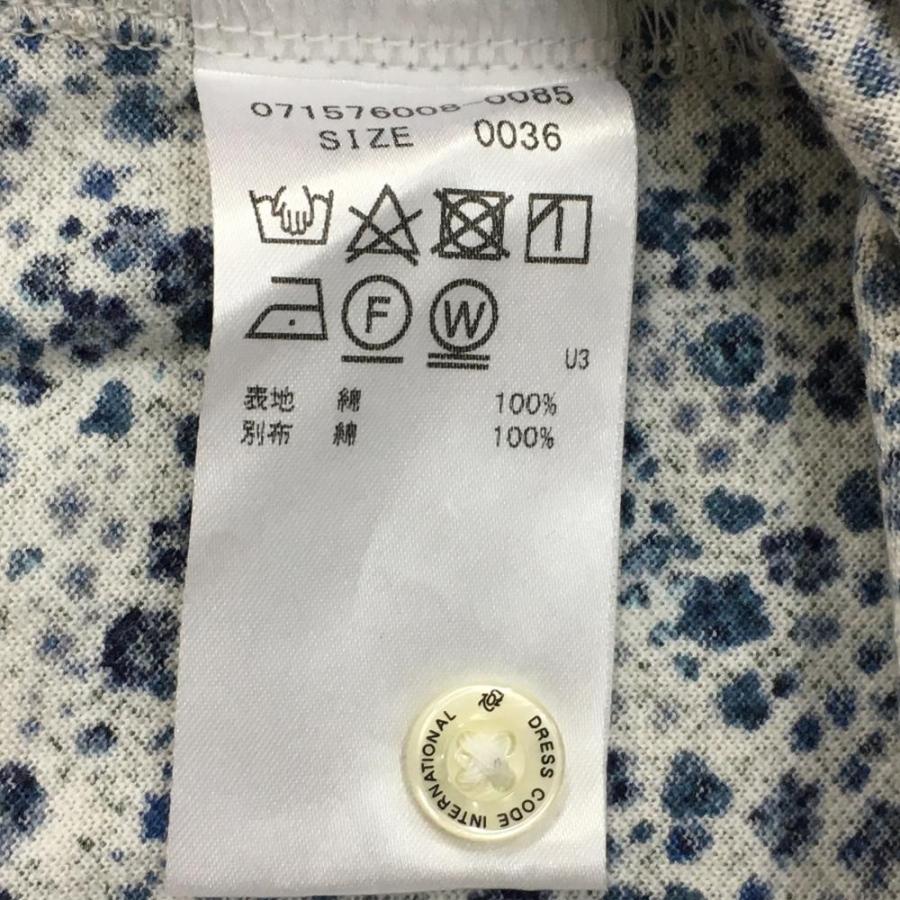 071576008-0085
SIZE 0036
F W
U3
表地 綿 100%
別布 綿 100%
DRESS CODE INTERNATIONAL